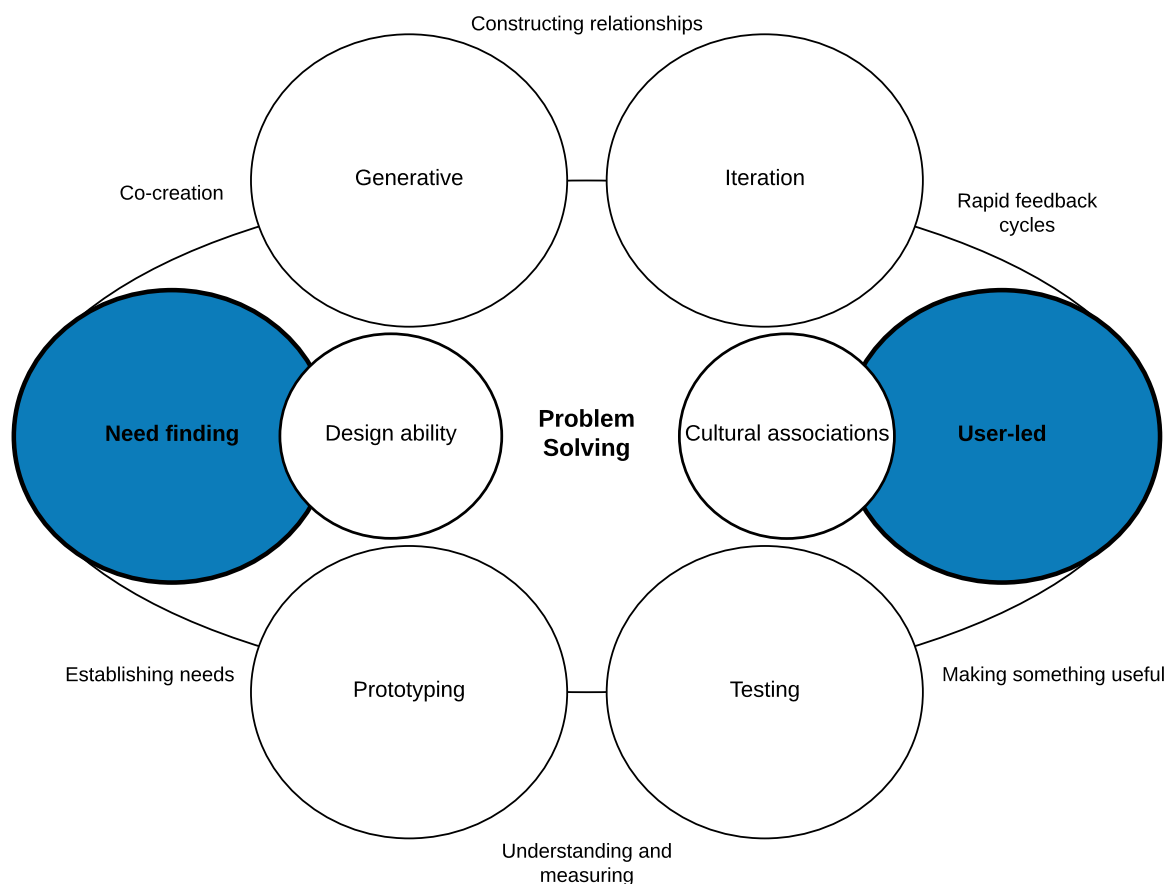 Constructing relationships
Generative
Iteration
Co-creation
Rapid feedback
cycles
Need finding
Design ability
Problem
Solving
Cultural associations
User-led
Establishing needs
Prototyping
Testing
Making something useful
Understanding and
measuring